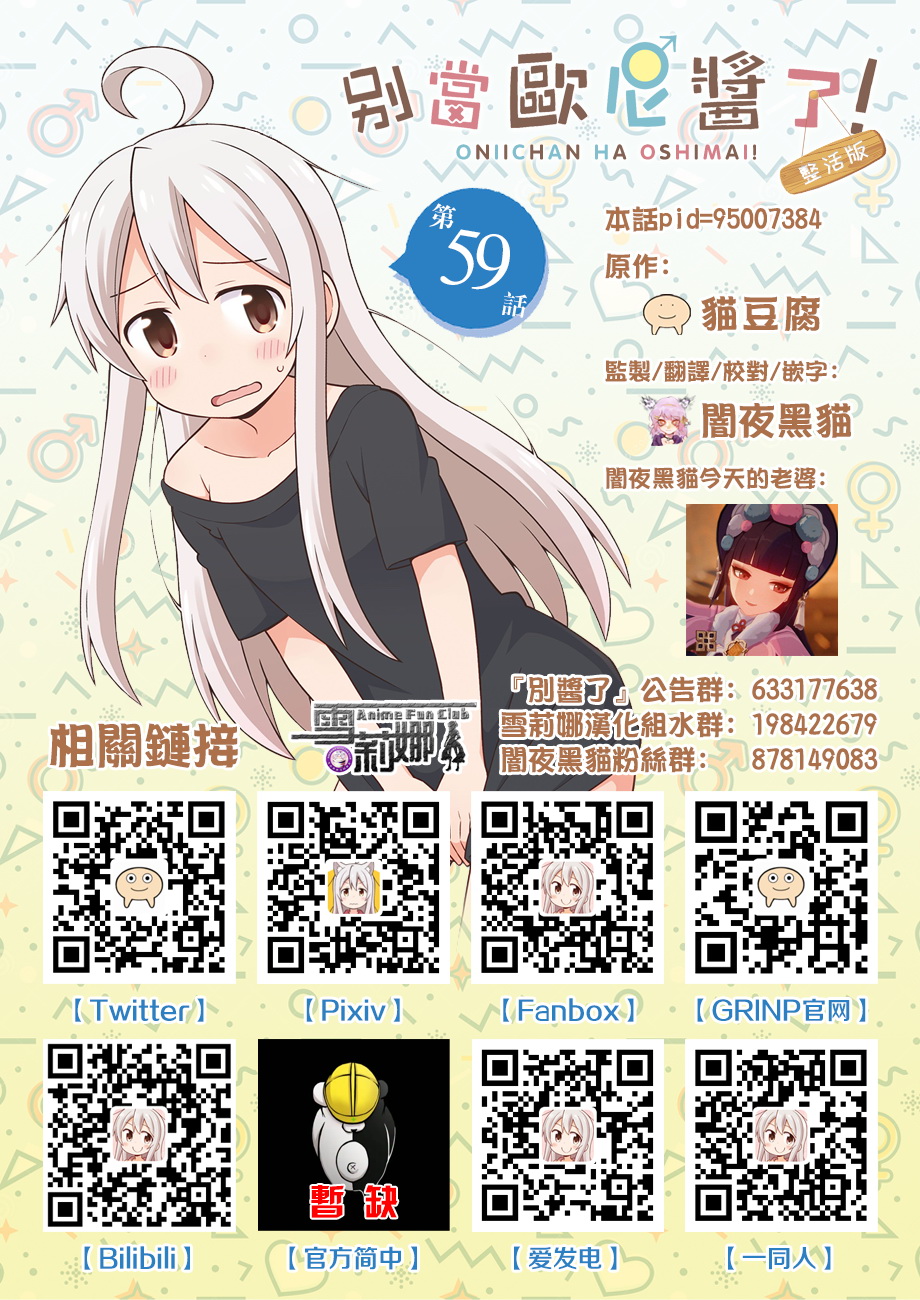 别當歐尼醬了!
ONIICHAN HA OSHIMAI!
整活版
第
59
話
本話pid=95007384
原作:
貓豆腐
監製/翻譯/校對/嵌字:
闇夜黑貓
闇夜黑貓今天的老婆:
『別醬了』公告群: 633177638
雪莉娜漢化組水群: 198422679
闇夜黑貓粉絲群: 878149083
相關鏈接
Anime Fan Club
雪莉娜
【Twitter】
【Pixiv】
【Fanbox】
【GRINP官网】
暫缺
【Bilibili】
【官方简中】
【爱发电】
【一同人】